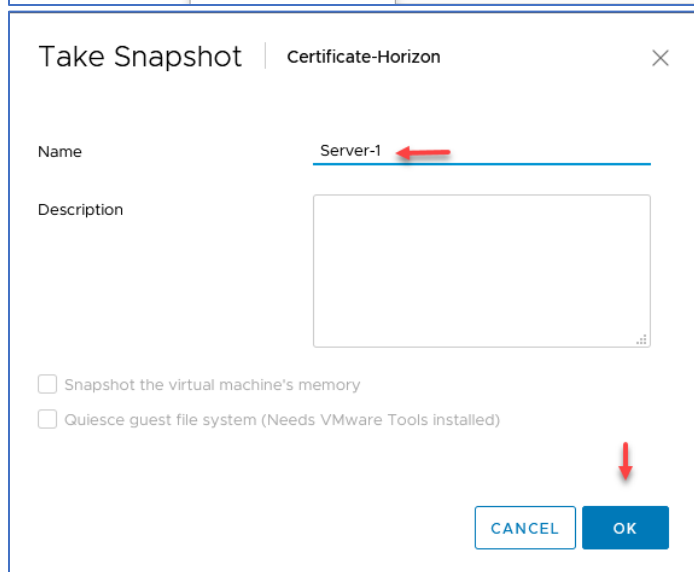 Take Snapshot Certificate-Horizon
Name Server-1
Description
Snapshot the virtual machine's memory
Quiesce guest file system (Needs VMware Tools installed)
CANCEL OK